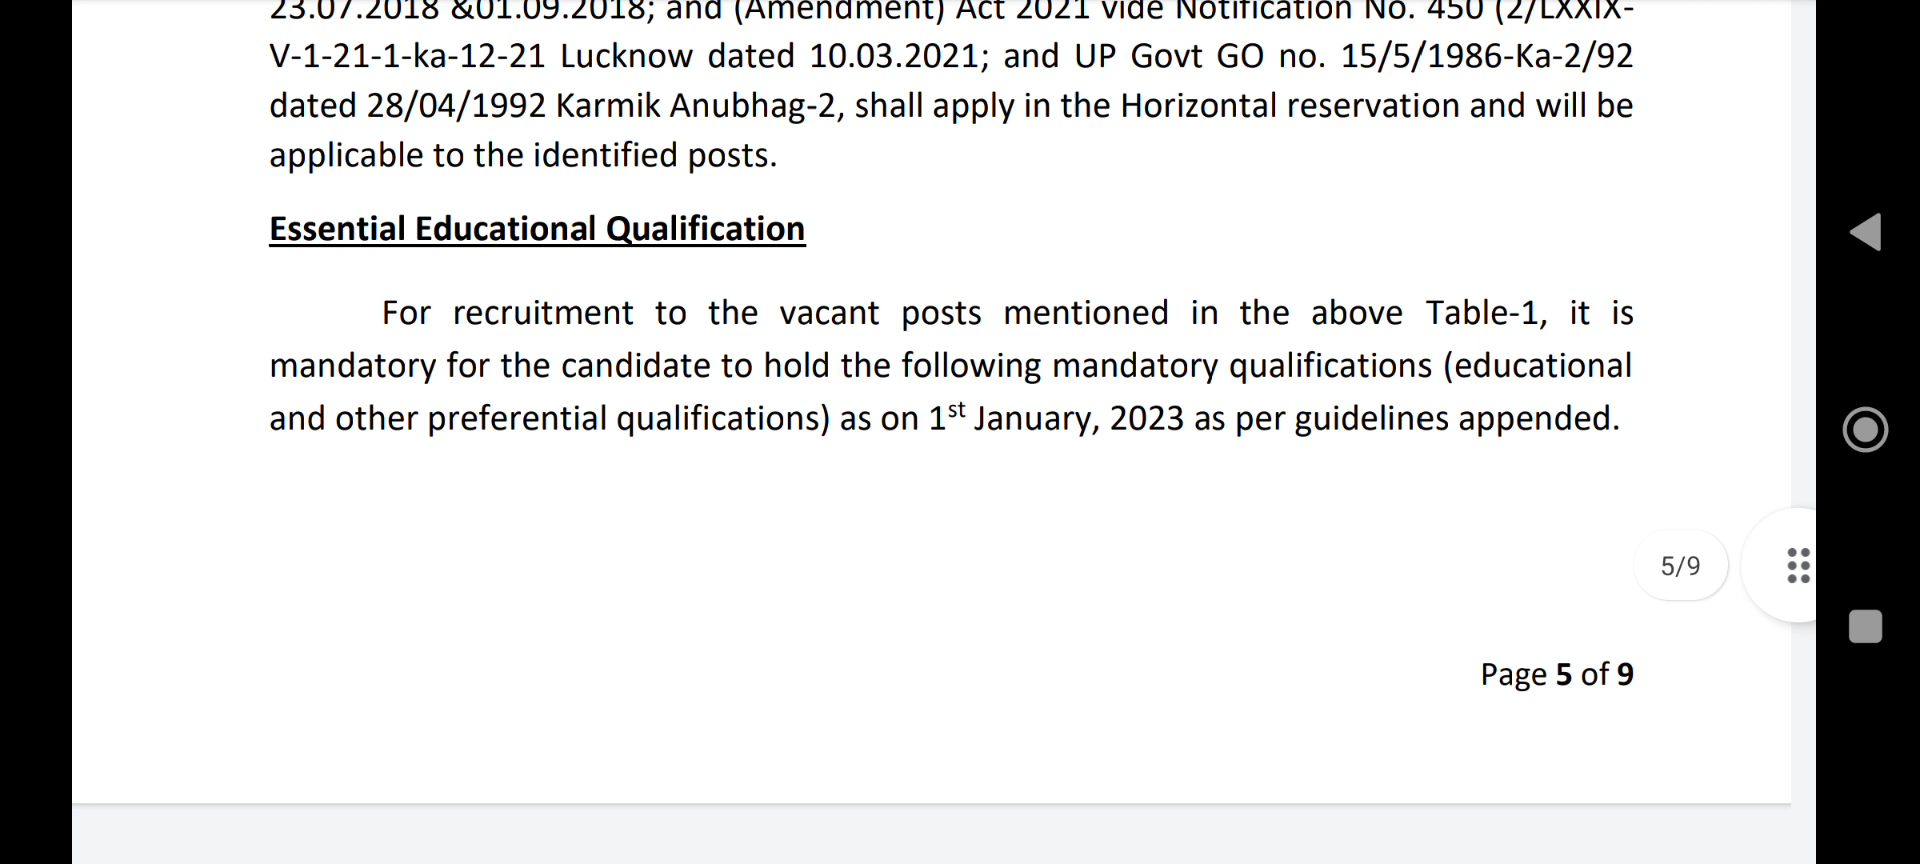 23.07.2018 &01.09.2018; and (Amendment) Act 2021 vide Notification No. 450 (2/LXXIX-
V-1-21-1-ka-12-21 Lucknow dated 10.03.2021; and UP Govt GO no. 15/5/1986-Ka-2/92
dated 28/04/1992 Karmik Anubhag-2, shall apply in the Horizontal reservation and will be
applicable to the identified posts.
Essential Educational Qualification
For recruitment to the vacant posts mentioned in the above Table-1, it is
mandatory for the candidate to hold the following mandatory qualifications (educational
and other preferential qualifications) as on 1st January, 2023 as per guidelines appended.
5/9
Page 5 of 9